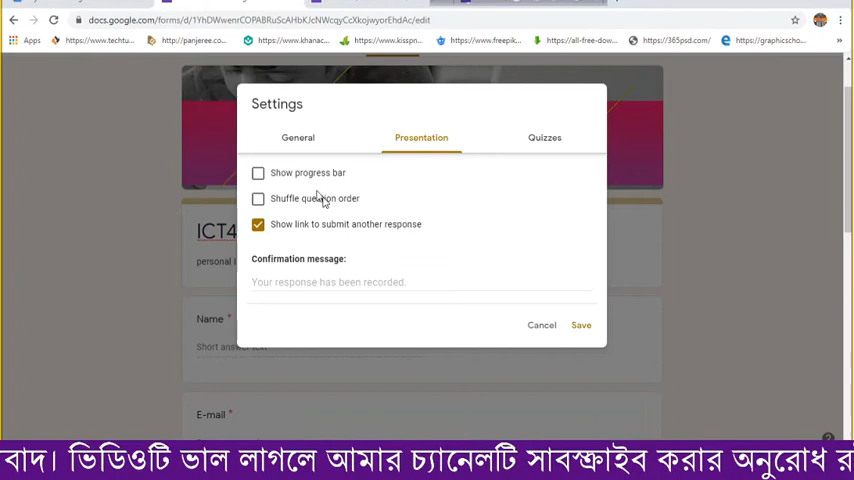 docs.google.com/forms/d/1YhDWwenrCOPABRuScAHbKJcNWcqyCcXkojwyorEhdAc/edit
Apps https://www.techtu... http://panjeree.co... https://www.khanac... https://www.kisspn... https://www.freepik... https://all-free-dow... https://365psd.com/ https://graphicscho... »
Settings
General Presentation Quizzes
Show progress bar
Shuffle question order
Show link to submit another response
ICT4
personal I
Confirmation message:
Your response has been recorded.
Name *
Cancel Save
Short answer text
E-mail *
বাদ। ভিডিওটি ভাল লাগলে আমার চ্যানেলটি সাবস্ক্রাইব করার অনুরোধ র